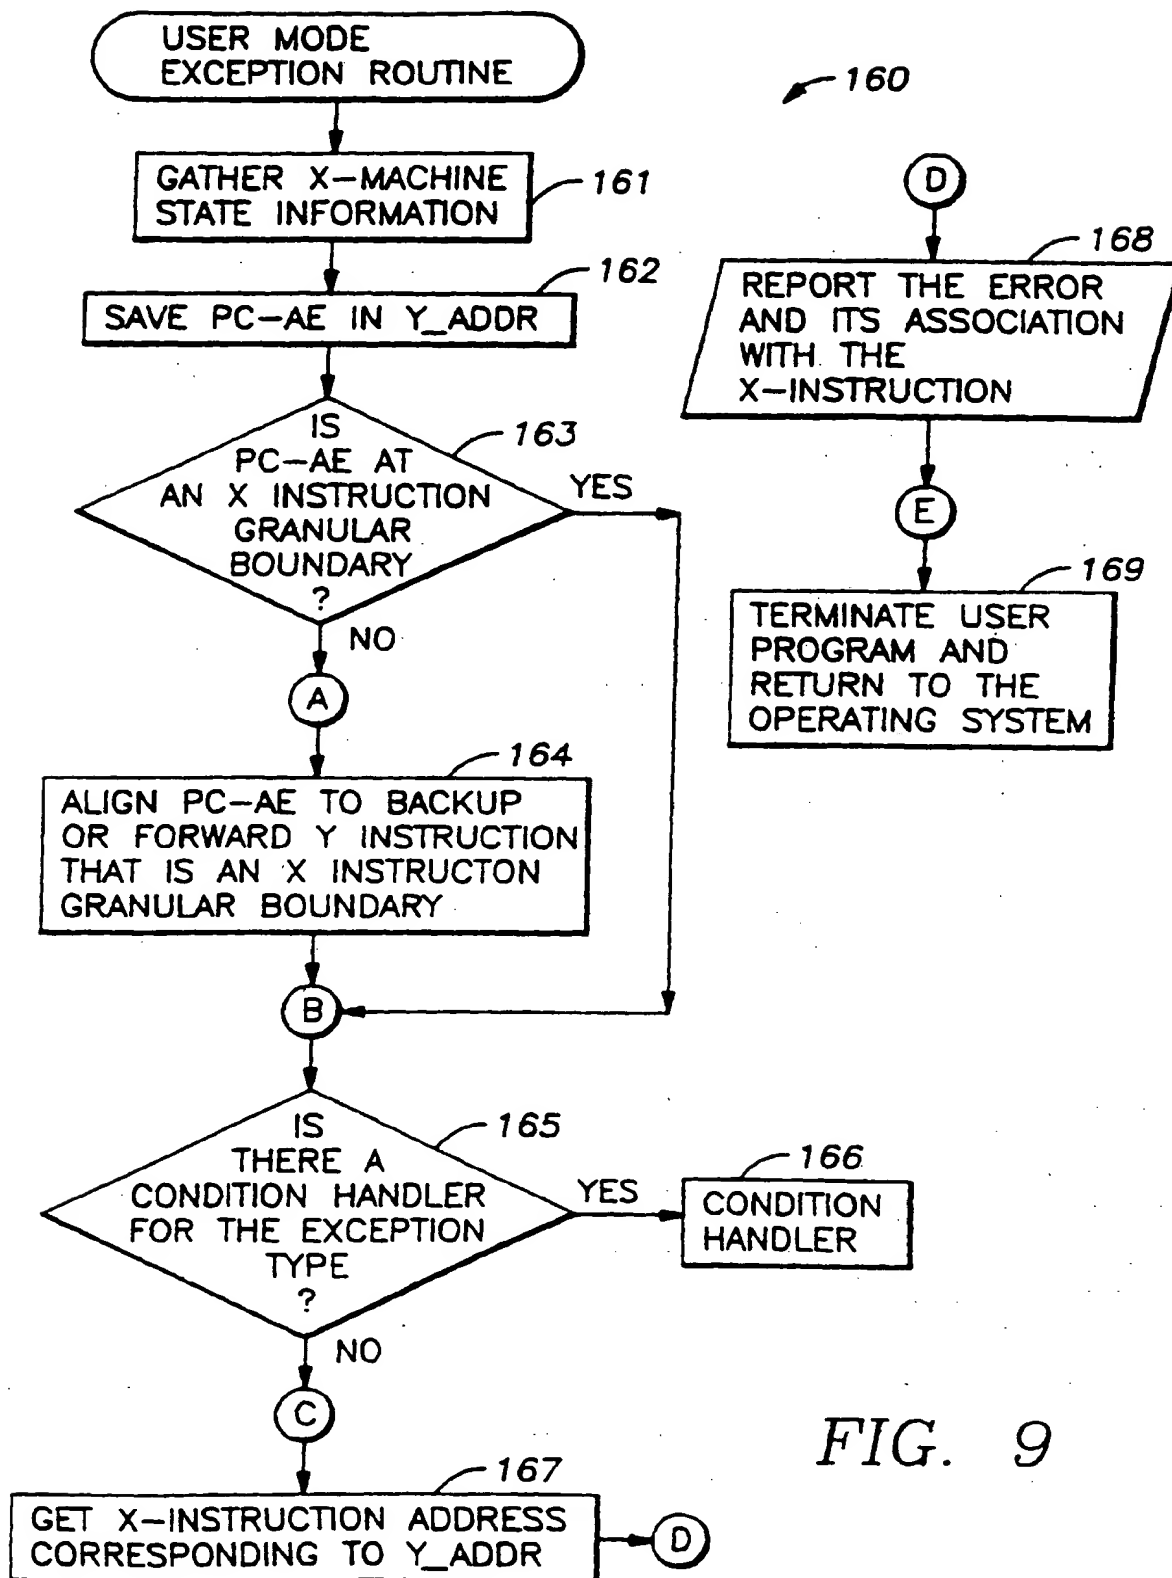 USER MODE
EXCEPTION ROUTINE
160
GATHER X-MACHINE
STATE INFORMATION
161
162
SAVE PC-AE IN Y_ADDR
IS
PC-AE AT
AN X INSTRUCTION
GRANULAR
BOUNDARY
?
163
YES
NO
A
164
ALIGN PC-AE TO BACKUP
OR FORWARD Y INSTRUCTION
THAT IS AN X INSTRUCTON
GRANULAR BOUNDARY
B
IS
THERE A
CONDITION HANDLER
FOR THE EXCEPTION
TYPE
?
165
YES
166
CONDITION
HANDLER
NO
C
167
GET X-INSTRUCTION ADDRESS
CORRESPONDING TO Y_ADDR
D
D
168
REPORT THE ERROR
AND ITS ASSOCIATION
WITH THE
X-INSTRUCTION
E
169
TERMINATE USER
PROGRAM AND
RETURN TO THE
OPERATING SYSTEM
FIG. 9